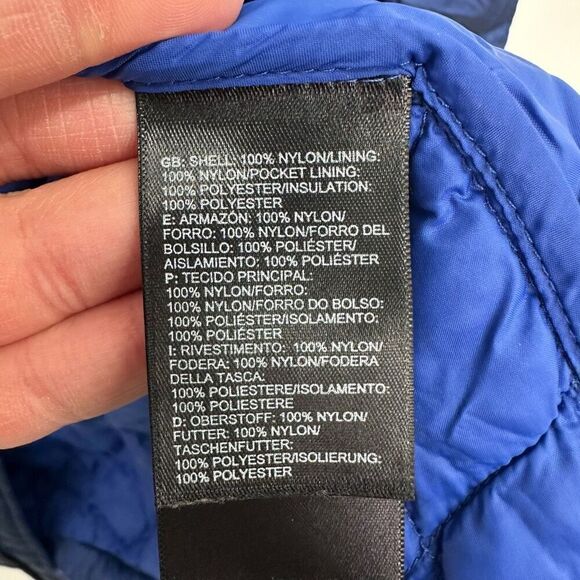 GB: SHELL: 100% NYLON/LINING:
100% NYLON/POCKET LINING:
100% POLYESTER/INSULATION:
100% POLYESTER
E: ARMAZÓN: 100% NYLON/
FORRO: 100% NYLON/FORRO DEL
BOLSILLO: 100% POLIÉSTER/
AISLAMIENTO: 100% POLIÉSTER
P: TECIDO PRINCIPAL:
100% NYLON/FORRO:
100% NYLON/FORRO DO BOLSO:
100% POLIÉSTER/ISOLAMENTO:
100% POLIÉSTER
I: RIVESTIMENTO: 100% NYLON/
FODERA: 100% NYLON/FODERA
DELLA TASCA:
100% POLIESTERE/ISOLAMENTO:
100% POLIESTERE
D: OBERSTOFF: 100% NYLON/
FUTTER: 100% NYLON/
TASCHENFUTTER:
100% POLYESTER/ISOLIERUNG:
100% POLYESTER